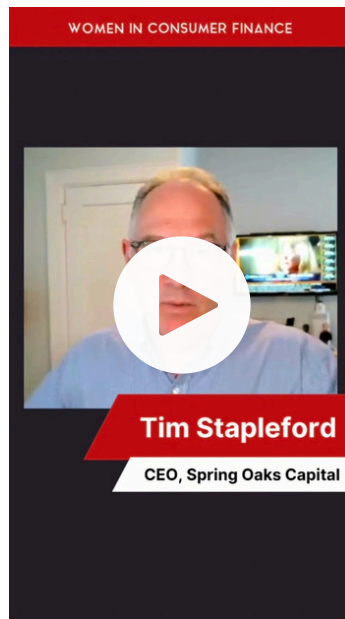 WOMEN IN CONSUMER FINANCE
Tim Stapleford
CEO, Spring Oaks Capital